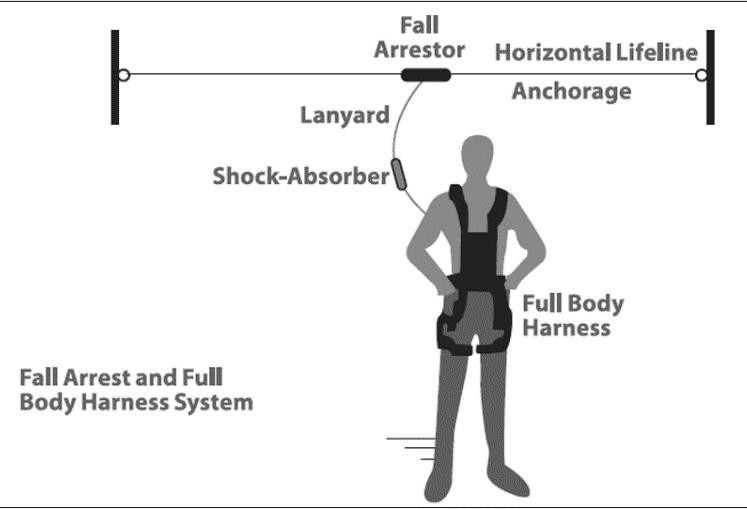 Fall
Arrestor
Horizontal Lifeline
Anchorage
Lanyard
Shock-Absorber
Full Body
Harness
Fall Arrest and Full
Body Harness System